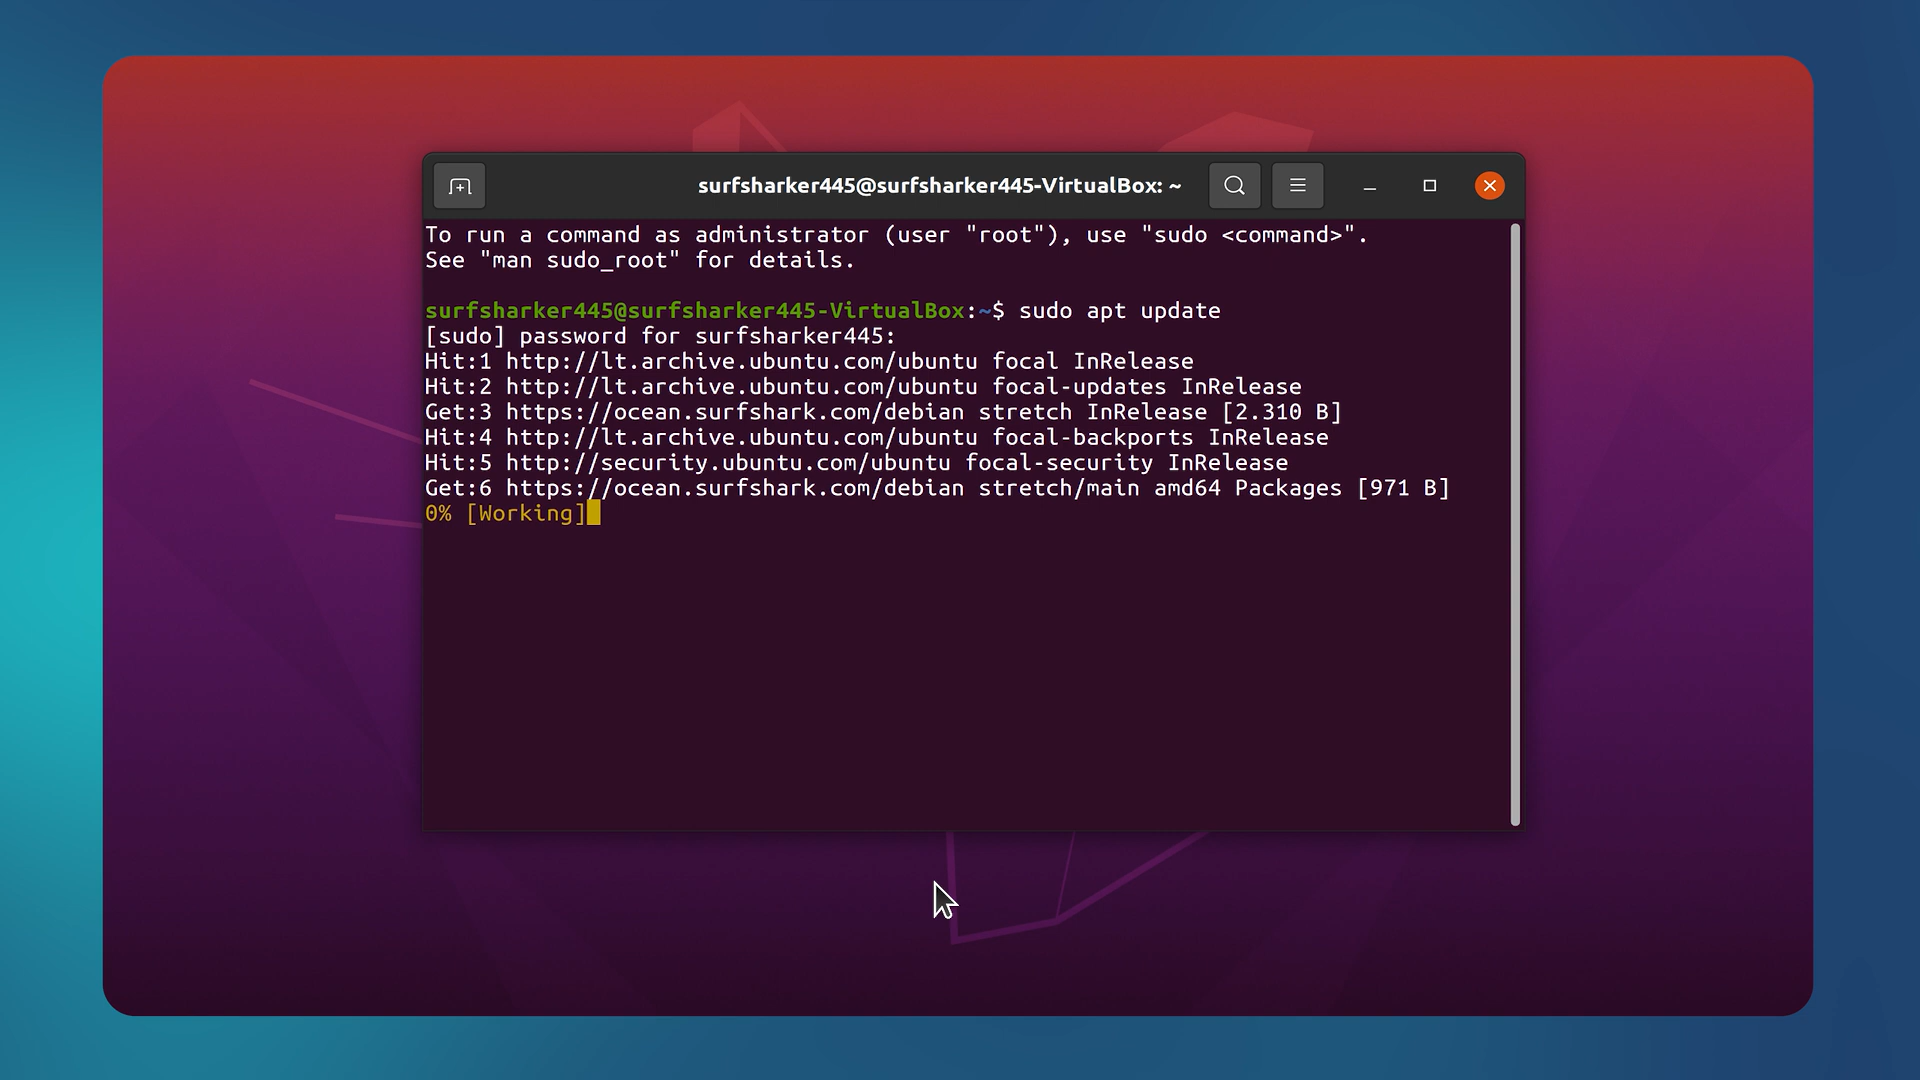 surfsharker445@surfsharker445-VirtualBox: ~
To run a command as administrator (user "root"), use "sudo <command>".
See "man sudo_root" for details.
surfsharker445@surfsharker445-VirtualBox:~$ sudo apt update
[sudo] password for surfsharker445:
Hit:1 http://lt.archive.ubuntu.com/ubuntu focal InRelease
Hit:2 http://lt.archive.ubuntu.com/ubuntu focal-updates InRelease
Get:3 https://ocean.surfshark.com/debian stretch InRelease [2.310 B]
Hit:4 http://lt.archive.ubuntu.com/ubuntu focal-backports InRelease
Hit:5 http://security.ubuntu.com/ubuntu focal-security InRelease
Get:6 https://ocean.surfshark.com/debian stretch/main amd64 Packages [971 B]
0% [Working]